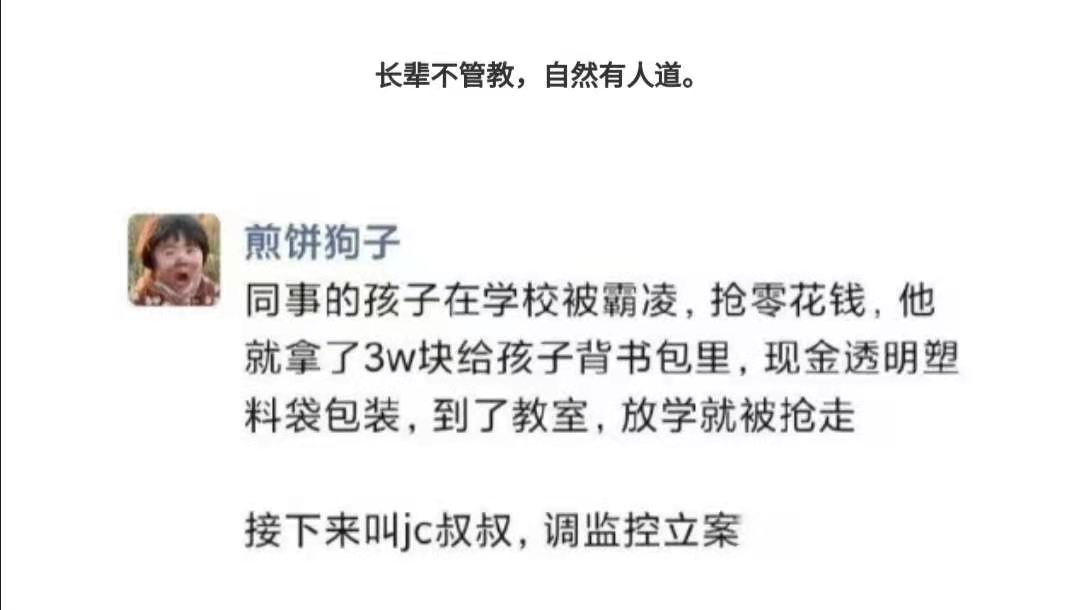 长辈不管教，自然有人道。
煎饼狗子
同事的孩子在学校被霸凌，抢零花钱，他
就拿了3w块给孩子背书包里，现金透明塑
料袋包装，到了教室，放学就被抢走
接下来叫jc叔叔，调监控立案